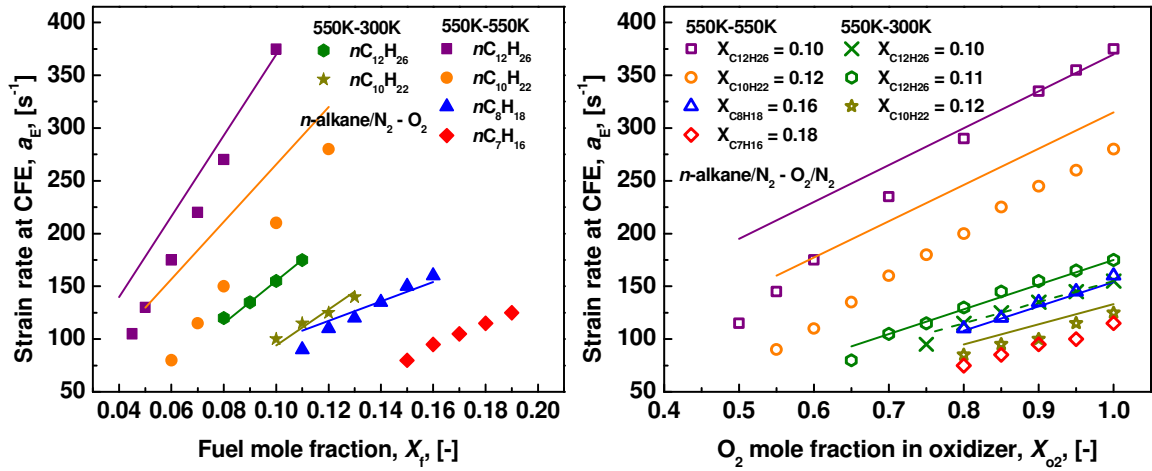 Strain rate at CFE, a_E, [s⁻¹]
400
350
300
250
200
150
100
50
0.04 0.06 0.08 0.10 0.12 0.14 0.16 0.18 0.20
Fuel mole fraction, X_f, [-]
550K-300K 550K-550K
nC₁₂H₂₆ nC₁₂H₂₆
nC₁₀H₂₂ nC₁₀H₂₂
n-alkane/N₂ - O₂ nC₈H₁₈
nC₇H₁₆
Strain rate at CFE, a_E, [s⁻¹]
400
350
300
250
200
150
100
50
0.4 0.5 0.6 0.7 0.8 0.9 1.0
O₂ mole fraction in oxidizer, X_o2, [-]
550K-550K 550K-300K
X_C12H26 = 0.10 X_C12H26 = 0.10
X_C10H22 = 0.12 X_C12H26 = 0.11
X_C8H18 = 0.16 X_C10H22 = 0.12
X_C7H16 = 0.18
n-alkane/N₂ - O₂/N₂